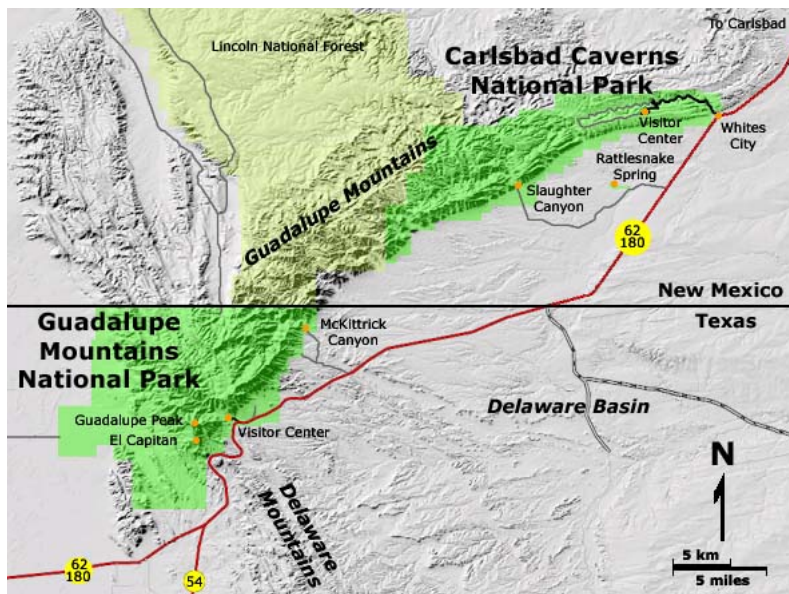 To Carlsbad
Lincoln National Forest
Carlsbad Caverns
National Park
Visitor
Center
Whites
City
Guadalupe Mountains
Rattlesnake
Spring
Slaughter
Canyon
62
180
New Mexico
Texas
Guadalupe
Mountains
National Park
McKittrick
Canyon
Delaware Basin
Guadalupe Peak
El Capitan
Visitor Center
N
Delaware
Mountains
5 km
5 miles
62
180
54